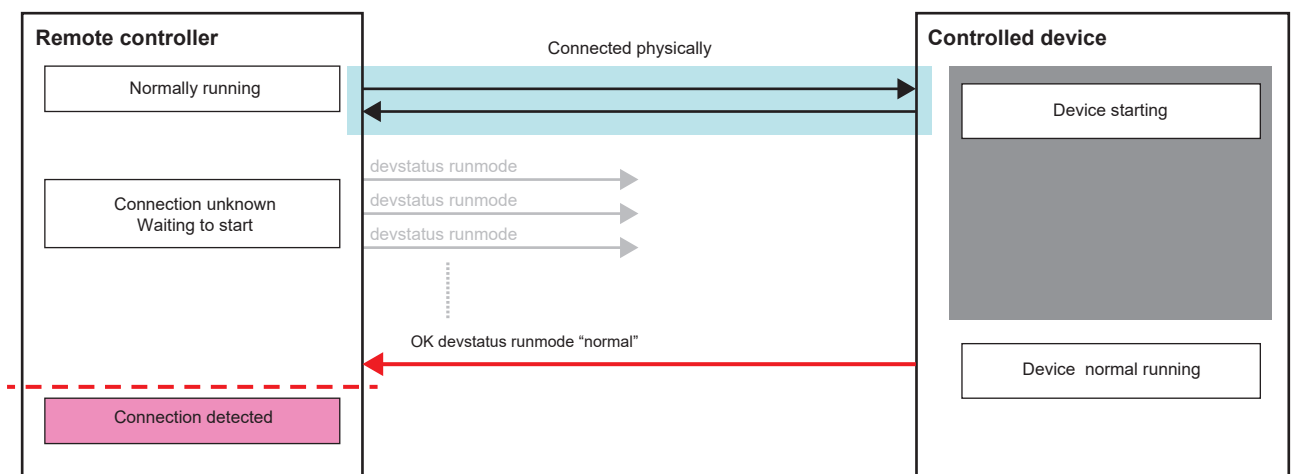 Remote controller
Connected physically
Controlled device
Normally running
Device starting
devstatus runmode
Connection unknown
Waiting to start
devstatus runmode
devstatus runmode
OK devstatus runmode “normal”
Device normal running
Connection detected